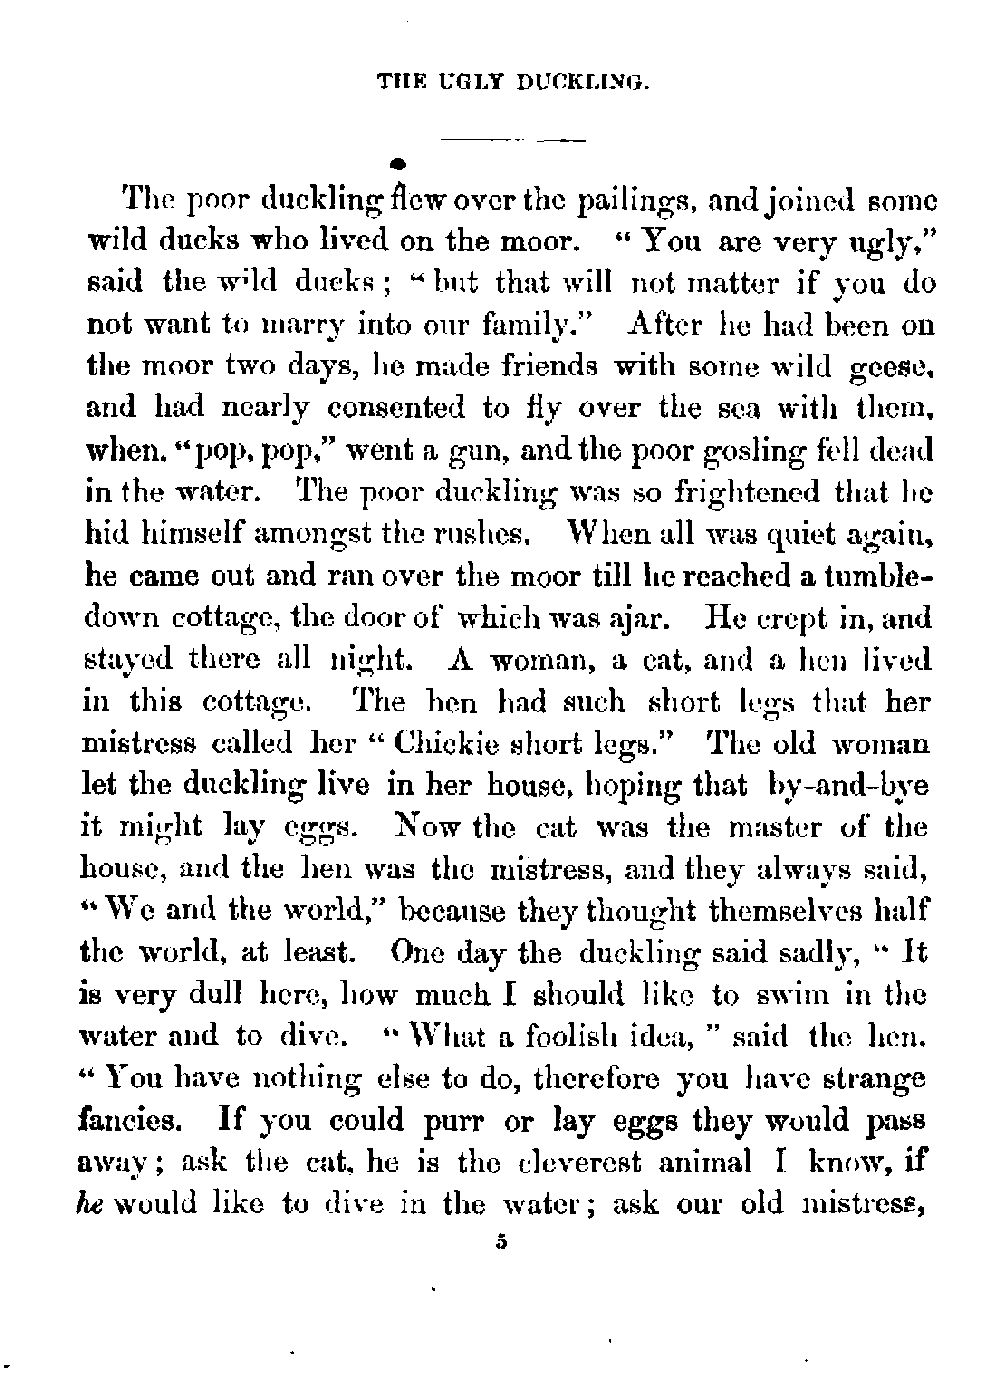 THE UGLY DUCKLING.
The poor duckling flew over the pailings, and joined some
wild ducks who lived on the moor. “ You are very ugly,”
said the wild ducks ; “ but that will not matter if you do
not want to marry into our family.” After he had been on
the moor two days, he made friends with some wild geese,
and had nearly consented to fly over the sea with them,
when. “pop, pop,” went a gun, and the poor gosling fell dead
in the water. The poor duckling was so frightened that he
hid himself amongst the rushes. When all was quiet again,
he came out and ran over the moor till he reached a tumble-
down cottage, the door of which was ajar. He crept in, and
stayed there all night. A woman, a cat, and a hen lived
in this cottage. The hen had such short legs that her
mistress called her “ Chickie short legs.” The old woman
let the duckling live in her house, hoping that by-and-bye
it might lay eggs. Now the cat was the master of the
house, and the hen was the mistress, and they always said,
“ We and the world,” because they thought themselves half
the world, at least. One day the duckling said sadly, “ It
is very dull here, how much I should like to swim in the
water and to dive. “ What a foolish idea, ” said the hen.
“ You have nothing else to do, therefore you have strange
fancies. If you could purr or lay eggs they would pass
away ; ask the cat, he is the cleverest animal I know, if
he would like to dive in the water ; ask our old mistress,
5